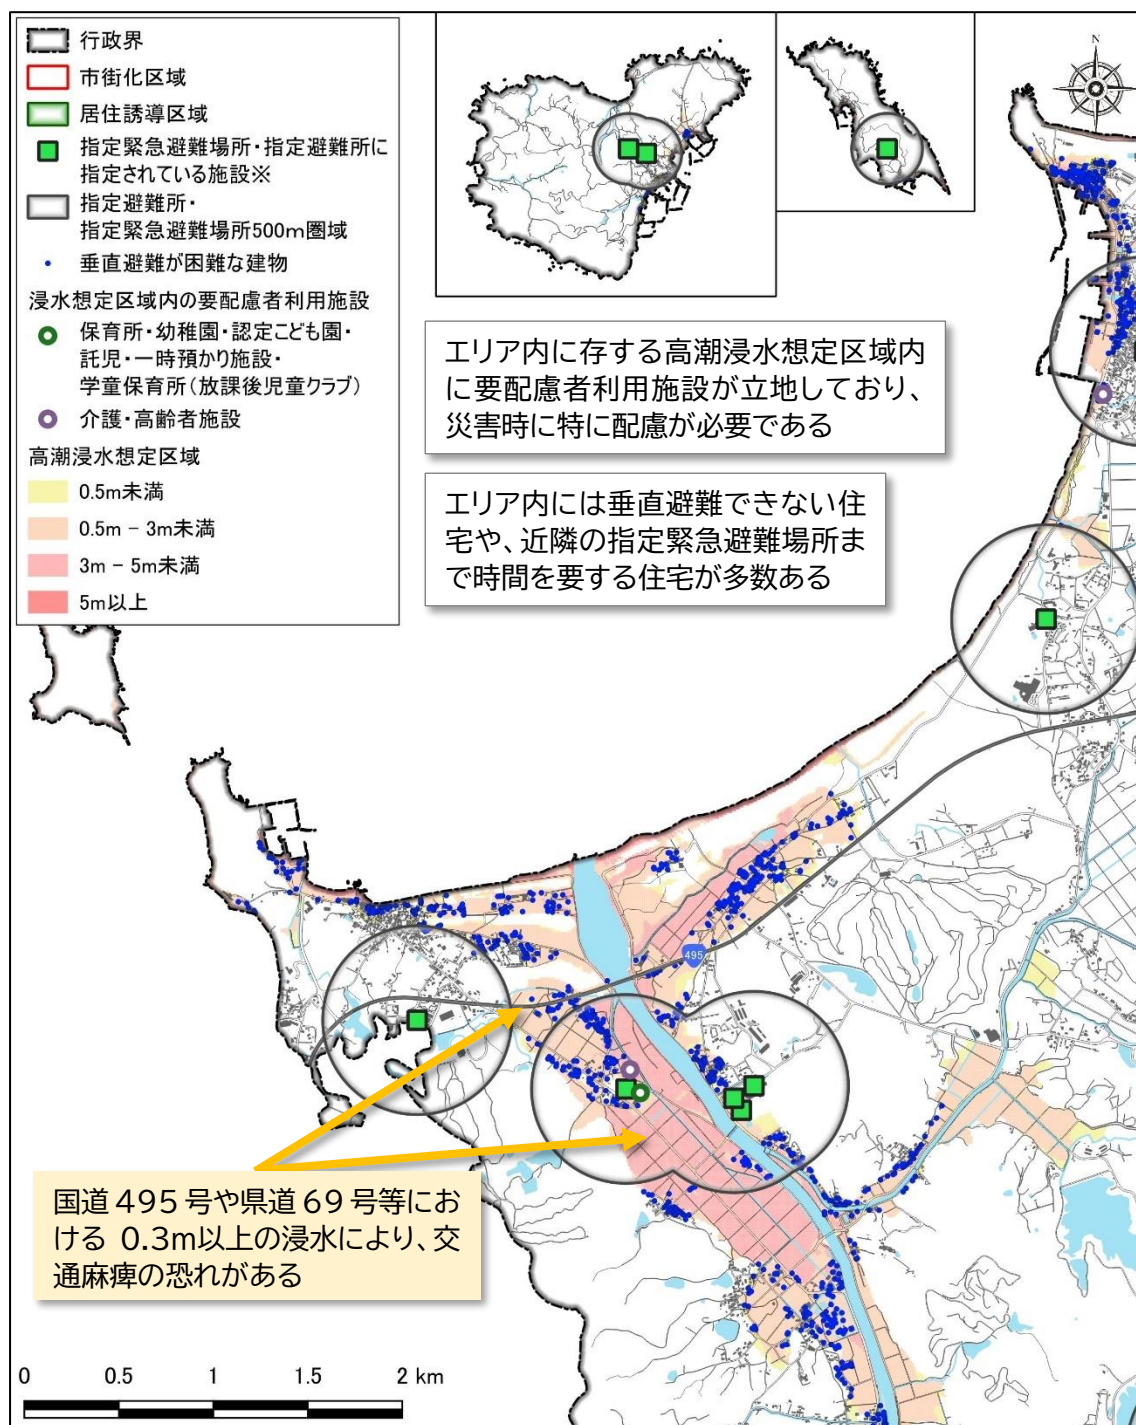 行政界
市街化区域
居住誘導区域
指定緊急避難場所・指定避難所に
指定されている施設※
指定避難所・
指定緊急避難場所500m圏域
垂直避難が困難な建物
浸水想定区域内の要配慮者利用施設
保育所・幼稚園・認定こども園・
託児・一時預かり施設・
学童保育所(放課後児童クラブ)
介護・高齢者施設
高潮浸水想定区域
0.5m未満
0.5m - 3m未満
3m - 5m未満
5m以上
N
エリア内に存する高潮浸水想定区域内
に要配慮者利用施設が立地しており、
災害時に特に配慮が必要である
エリア内には垂直避難できない住
宅や、近隣の指定緊急避難場所ま
で時間を要する住宅が多数ある
495
国道495号や県道69号等にお
ける 0.3m以上の浸水により、交
通麻痺の恐れがある
0 0.5 1 1.5 2 km